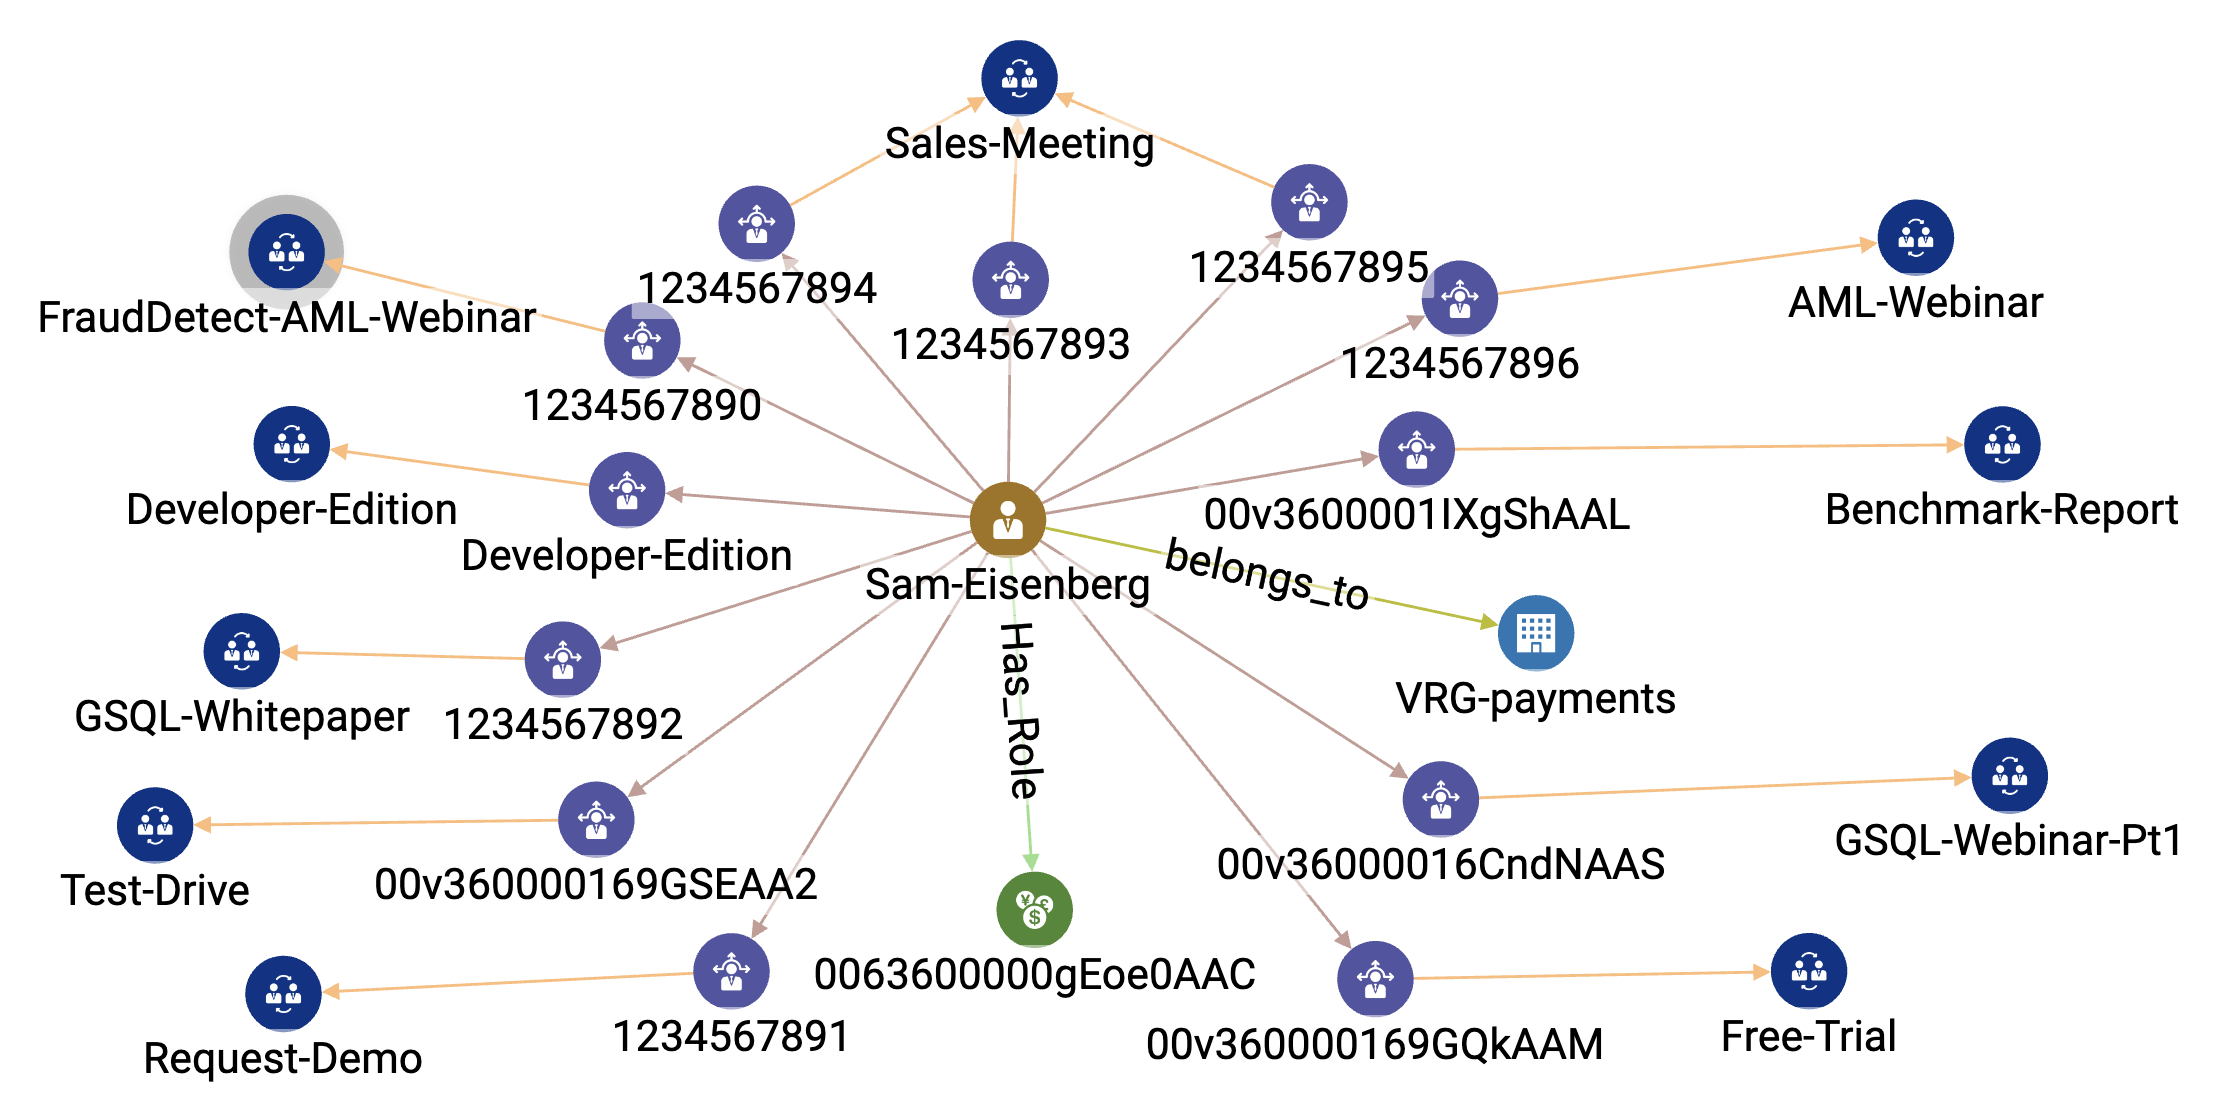 Sales-Meeting
1234567894
1234567893
1234567895
FraudDetect-AML-Webinar
1234567890
1234567896
AML-Webinar
Developer-Edition
Developer-Edition
00v3600001IXgShAAL
Benchmark-Report
Sam-Eisenberg
belongs_to
VRG-payments
Has_Role
GSQL-Whitepaper
1234567892
Test-Drive
00v360000169GSEAA2
00v36000016CndNAAS
GSQL-Webinar-Pt1
0063600000gEoe0AAC
Request-Demo
1234567891
00v360000169GQkAAM
Free-Trial